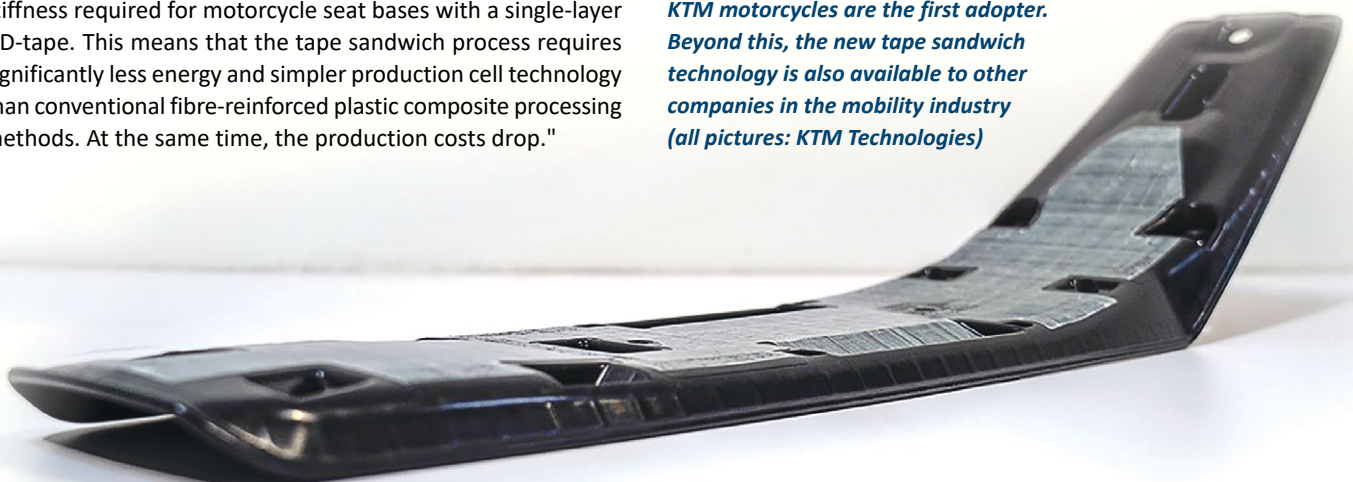 tiffness required for motorcycle seat bases with a single-layer
D-tape. This means that the tape sandwich process requires
ignificantly less energy and simpler production cell technology
han conventional fibre-reinforced plastic composite processing
ethods. At the same time, the production costs drop."
KTM motorcycles are the first adopter.
Beyond this, the new tape sandwich
technology is also available to other
companies in the mobility industry
(all pictures: KTM Technologies)